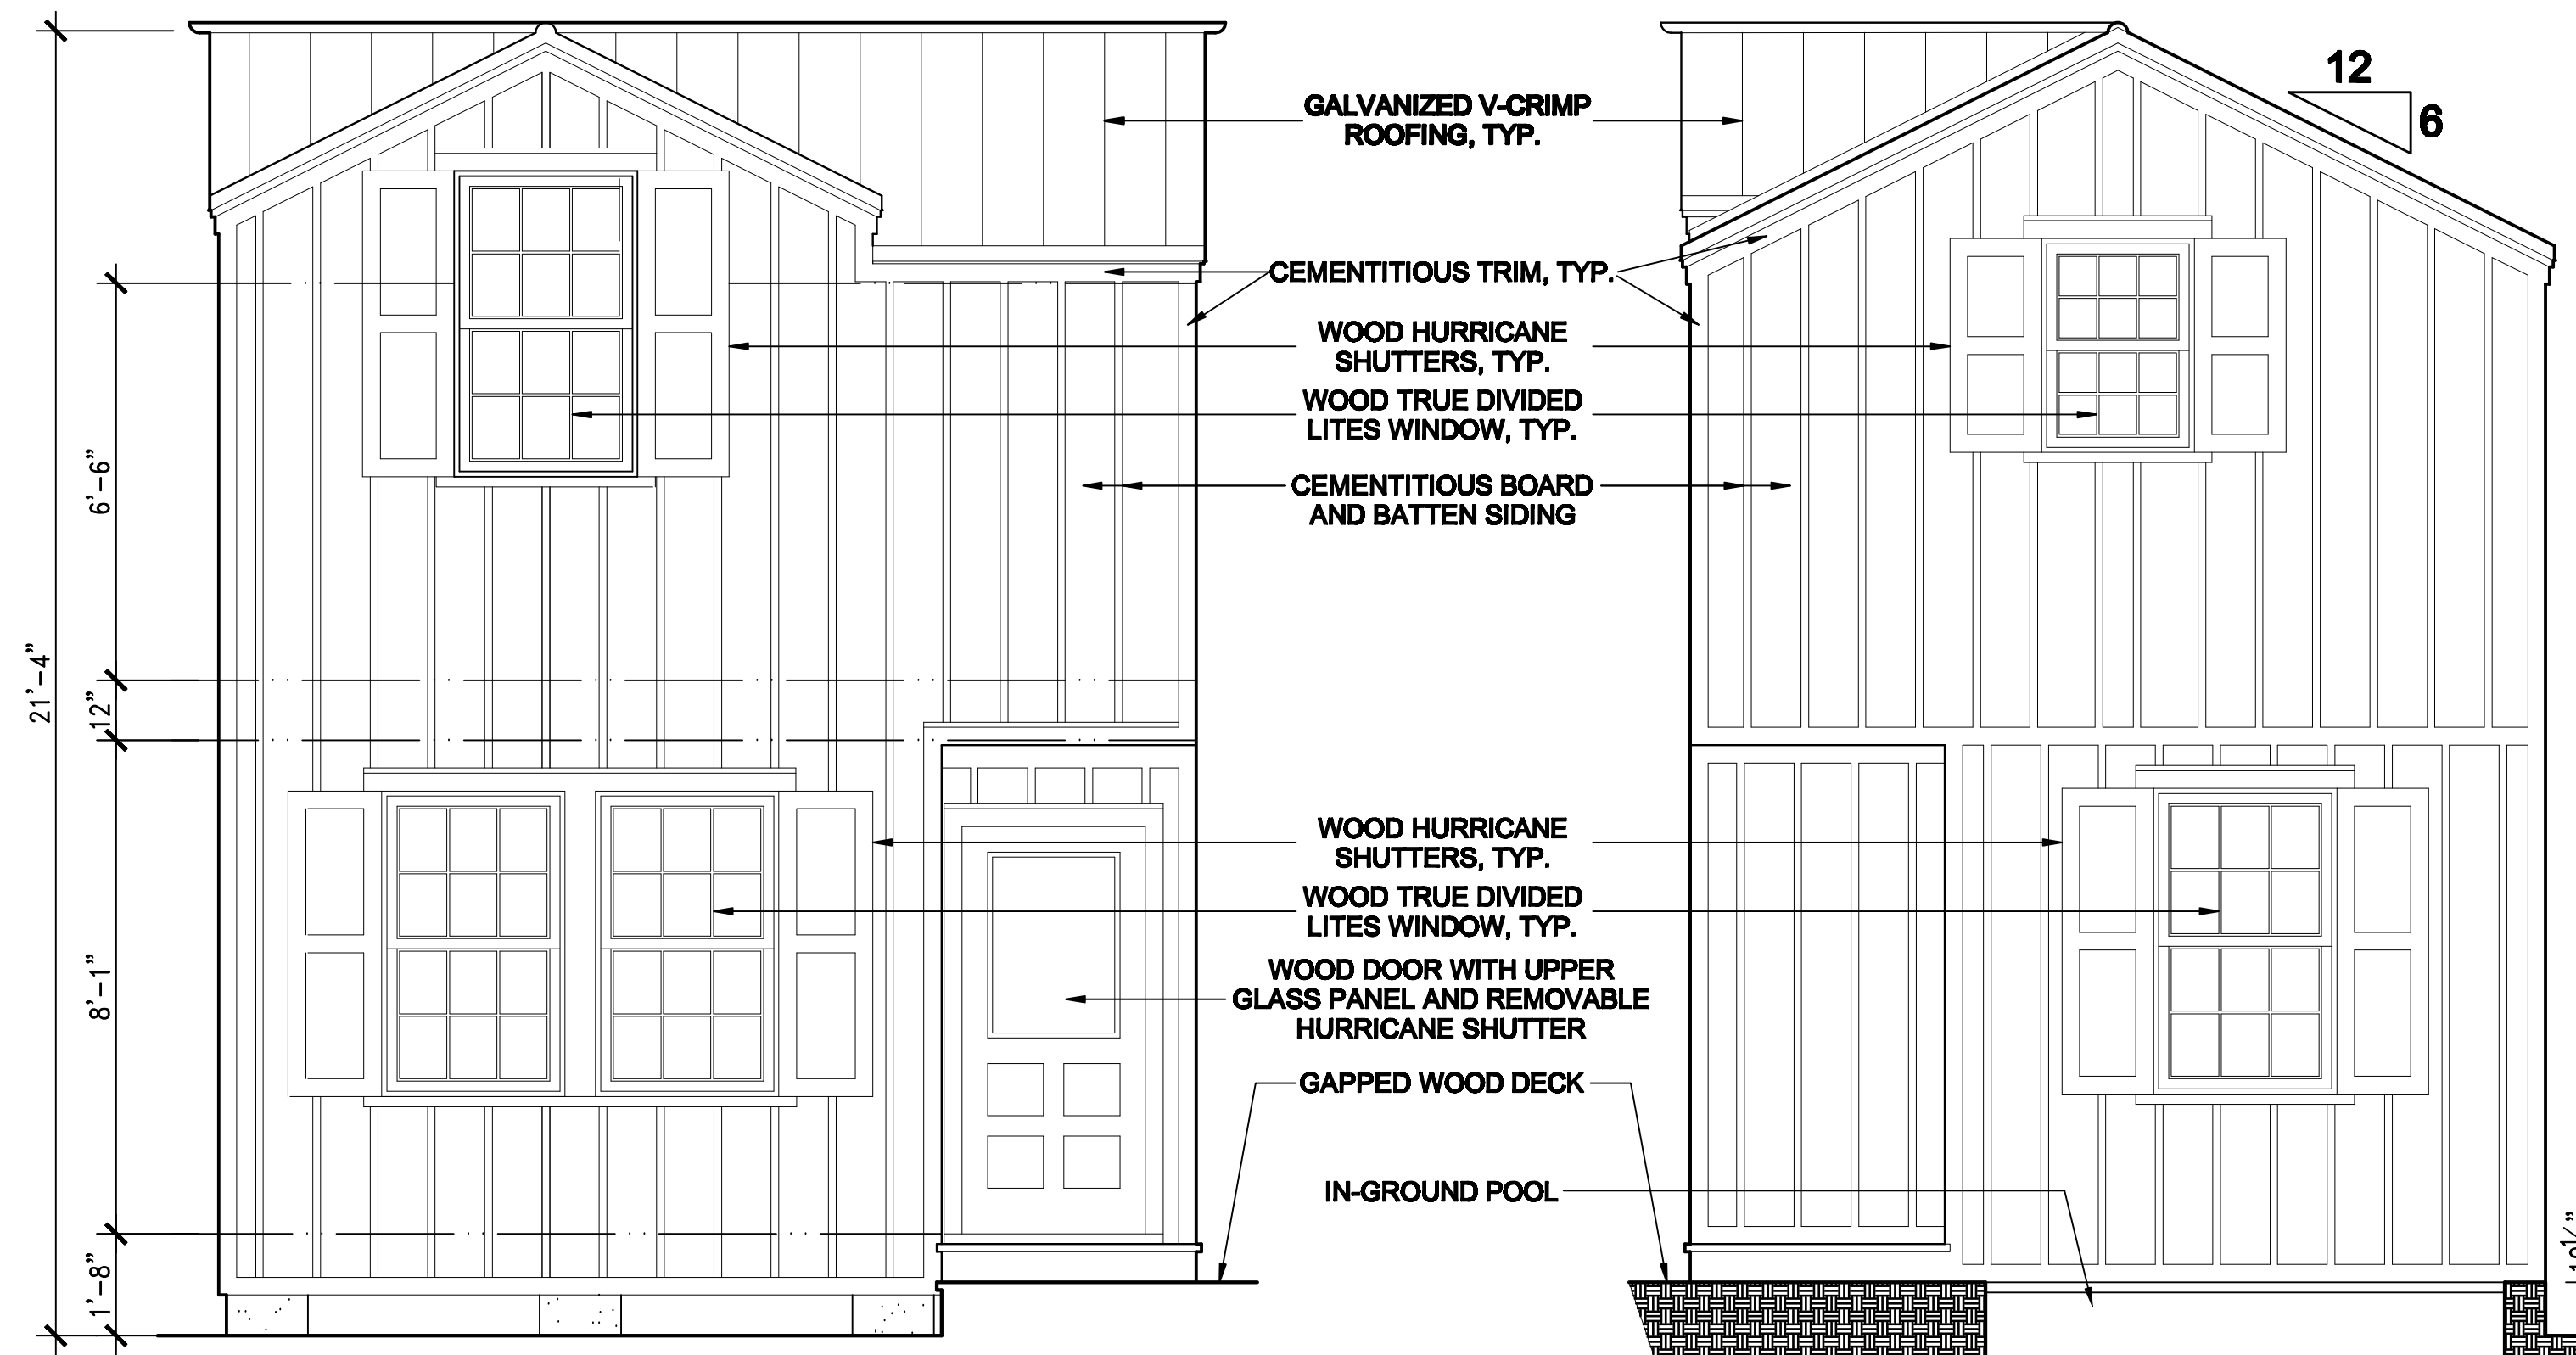 12
6
GALVANIZED V-CRIMP
ROOFING, TYP.
CEMENTITIOUS TRIM, TYP.
WOOD HURRICANE
SHUTTERS, TYP.
WOOD TRUE DIVIDED
LITES WINDOW, TYP.
CEMENTITIOUS BOARD
AND BATTEN SIDING
WOOD HURRICANE
SHUTTERS, TYP.
WOOD TRUE DIVIDED
LITES WINDOW, TYP.
WOOD DOOR WITH UPPER
GLASS PANEL AND REMOVABLE
HURRICANE SHUTTER
GAPPED WOOD DECK
IN-GROUND POOL
21'-4"
6'-6"
12"
8'-1"
1'-8"